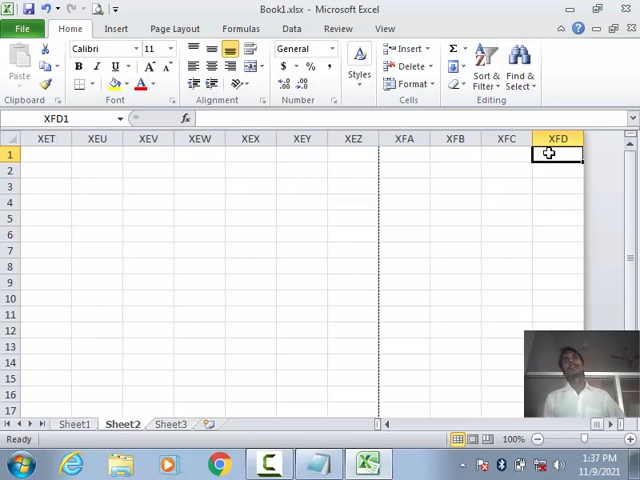 Book1.xlsx - Microsoft Excel
File Home Insert Page Layout Formulas Data Review View
Calibri 11 General Insert Σ
Paste B I U A A $ % , Styles Delete Sort & Filter Find & Select
A Format
Clipboard Font Alignment Number Cells Editing
XFD1 fx
XET XEU XEV XEW XEX XEY XEZ XFA XFB XFC XFD
1
2
3
4
5
6
7
8
9
10
11
12
13
14
15
16
17
Sheet1 Sheet2 Sheet3
Ready 100%
1:37 PM
11/9/2021